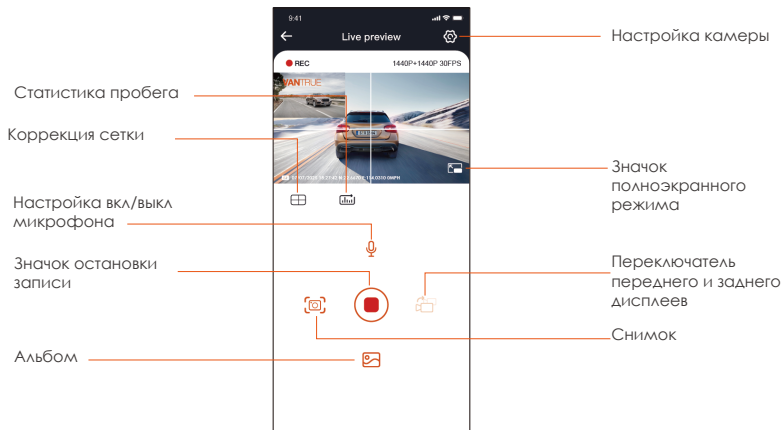 9:41
Live preview
Настройка камеры
REC
1440P+1440P 30FPS
VANTRUE
Статистика пробега
Коррекция сетки
Значок
полноэкранного
режима
Настройка вкл/выкл
микрофона
Значок остановки
записи
Переключатель
переднего и заднего
дисплеев
Снимок
Альбом